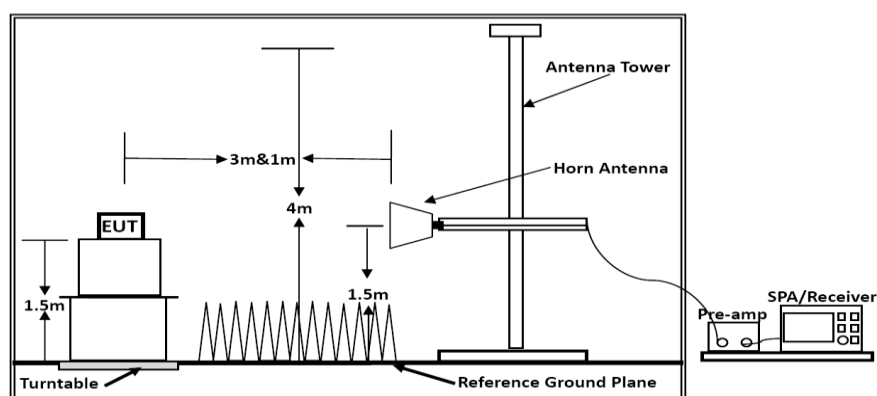 Antenna Tower
3m&1m
Horn Antenna
4m
EUT
1.5m
1.5m
SPA/Receiver
Pre-amp
Turntable
Reference Ground Plane